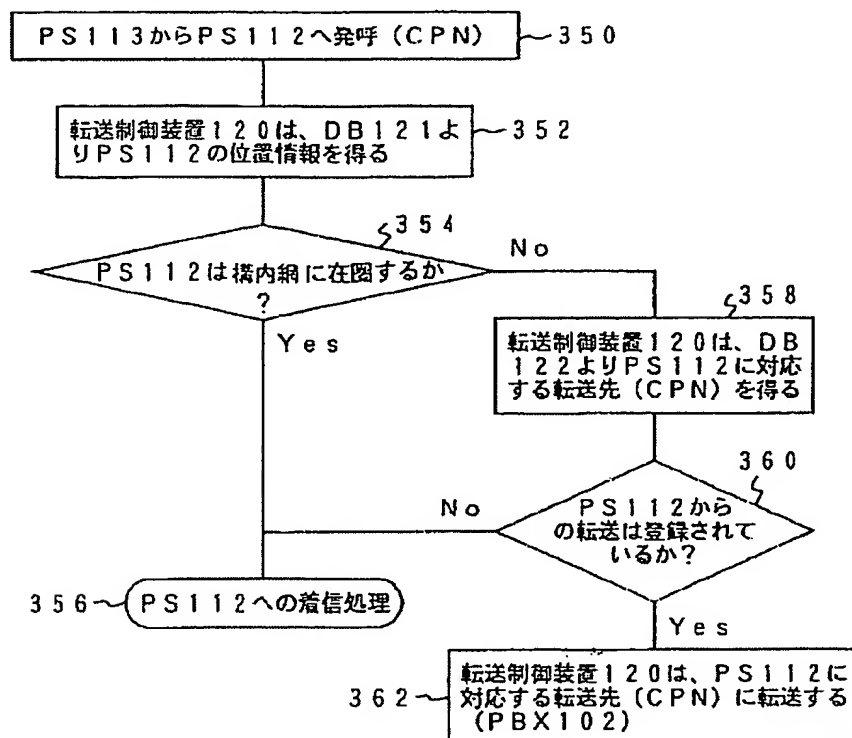 PS113からPS112へ発呼(CPN)
350
転送制御装置120は、DB121よ
りPS112の位置情報を得る
352
354
PS112は構内網に在圏するか
?
No
Yes
358
転送制御装置120は、DB
122よりPS112に対応
する転送先(CPN)を得る
360
PS112から
の転送は登録されて
いるか?
No
Yes
356
PS112への着信処理
362
転送制御装置120は、PS112に
対応する転送先(CPN)に転送する
(PBX102)